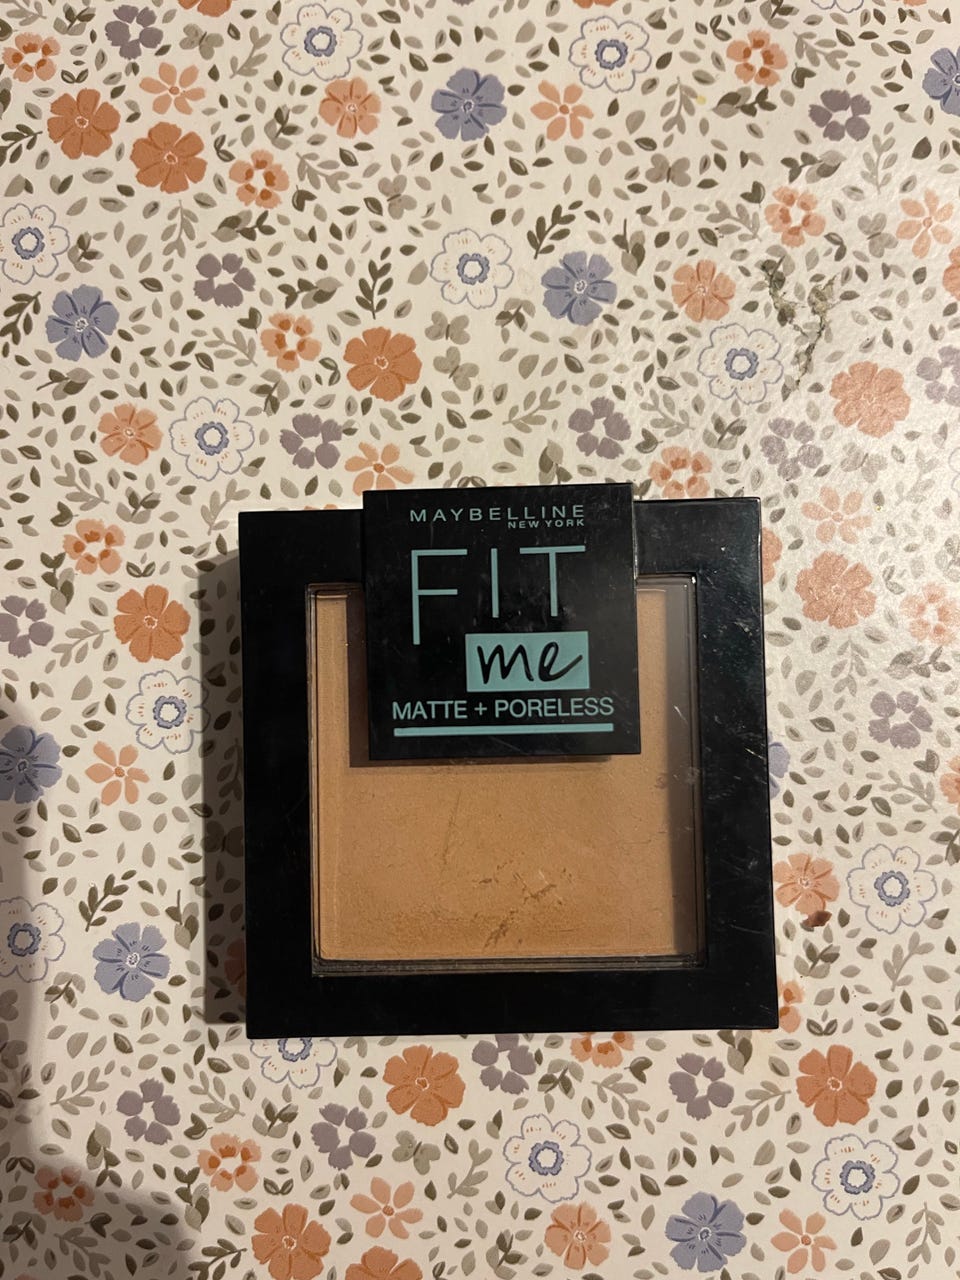 MAYBELLINE
NEW YORK
FIT
me
MATTE + PORELESS